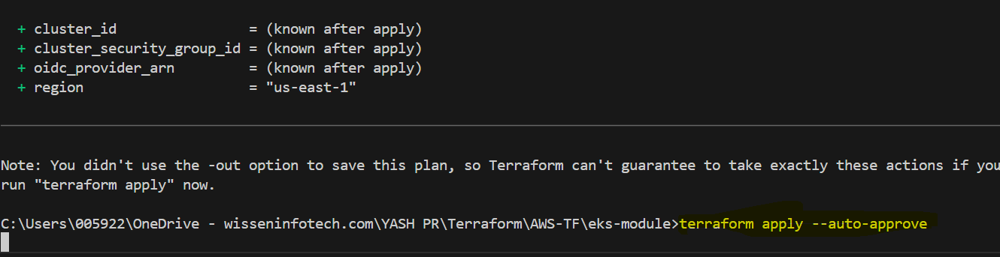 + cluster_id = (known after apply)
+ cluster_security_group_id = (known after apply)
+ oidc_provider_arn = (known after apply)
+ region = "us-east-1"
Note: You didn't use the -out option to save this plan, so Terraform can't guarantee to take exactly these actions if you
run "terraform apply" now.
C:\Users\005922\OneDrive - wisseninfotech.com\YASH PR\Terraform\AWS-TF\eks-module>terraform apply --auto-approve